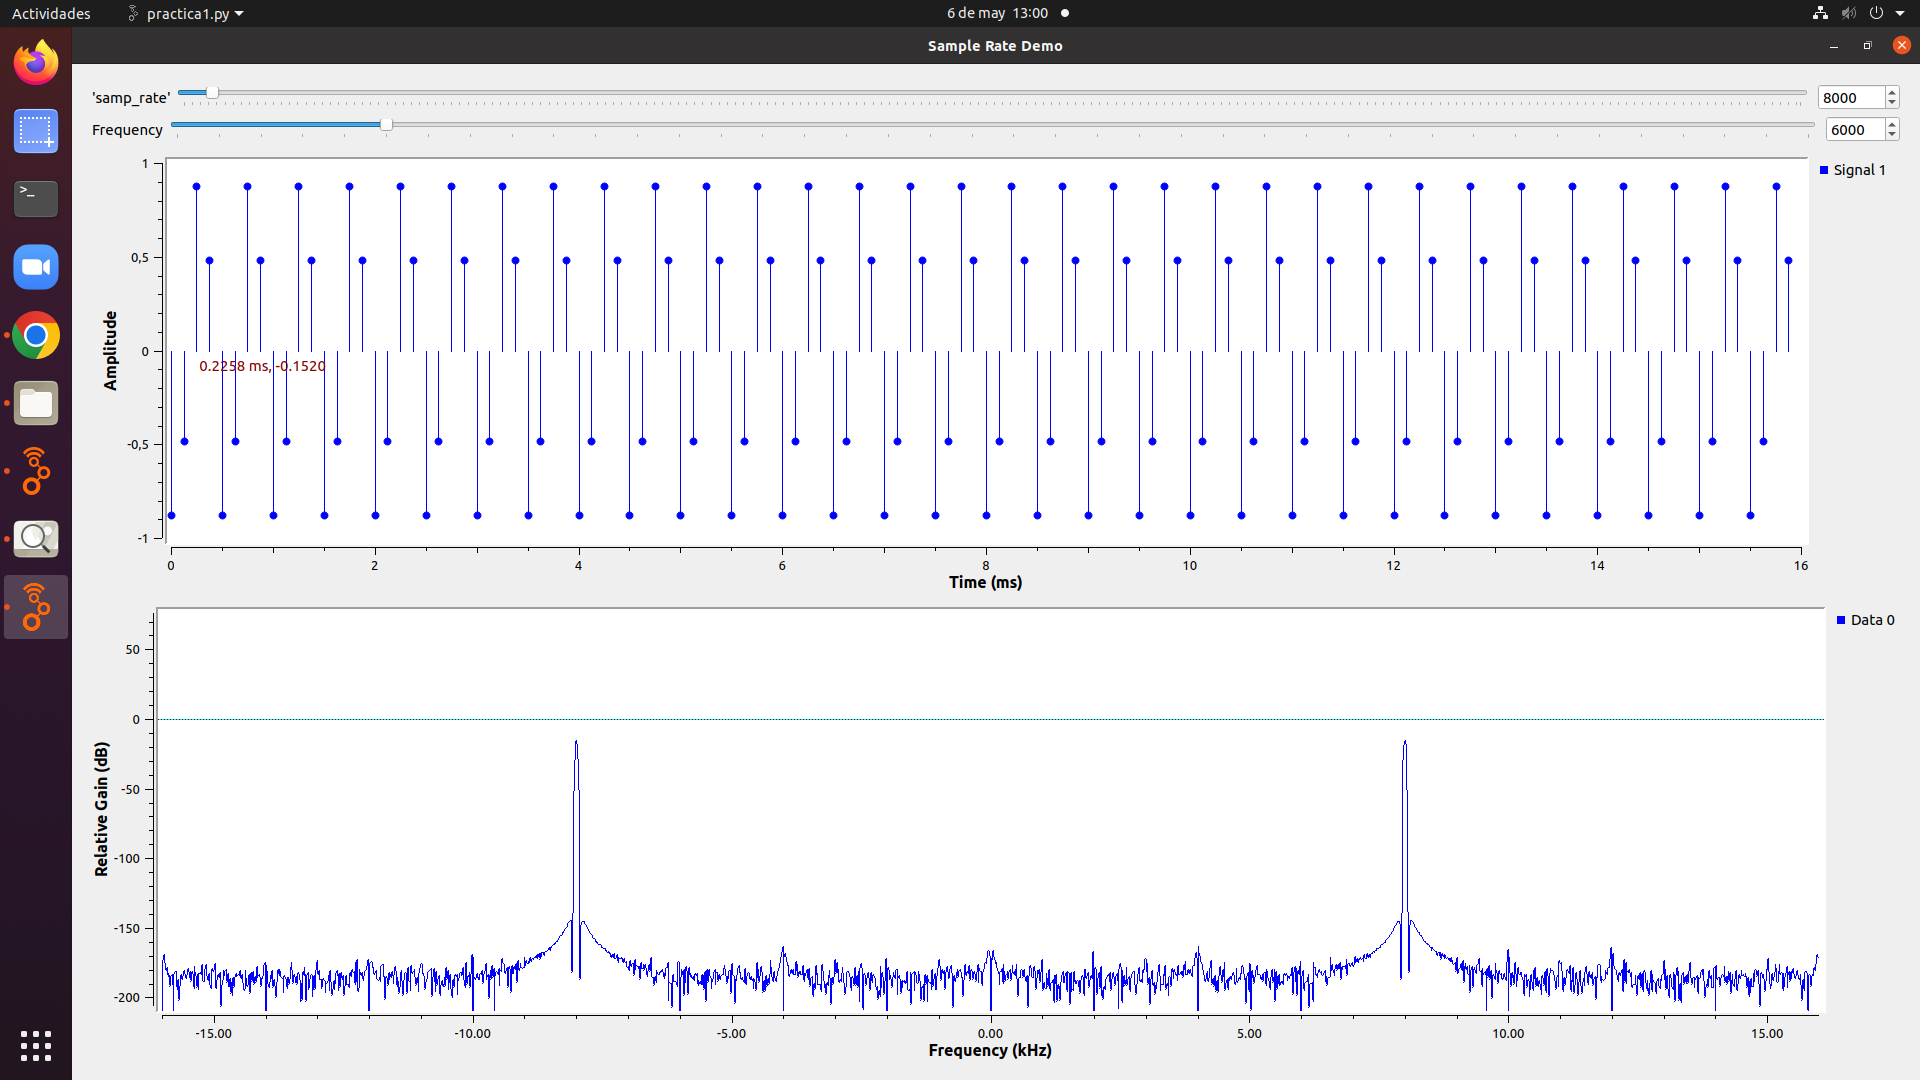 Actividades practica1.py 6 de may 13:00
Sample Rate Demo
'samp_rate' 8000
Frequency 6000
Signal 1
1
0,5
0
-0,5
-1
Amplitude
0.2258 ms, -0.1520
0 2 4 6 8 10 12 14 16
Time (ms)
Data 0
50
0
-50
-100
-150
-200
Relative Gain (dB)
-15.00 -10.00 -5.00 0.00 5.00 10.00 15.00
Frequency (kHz)